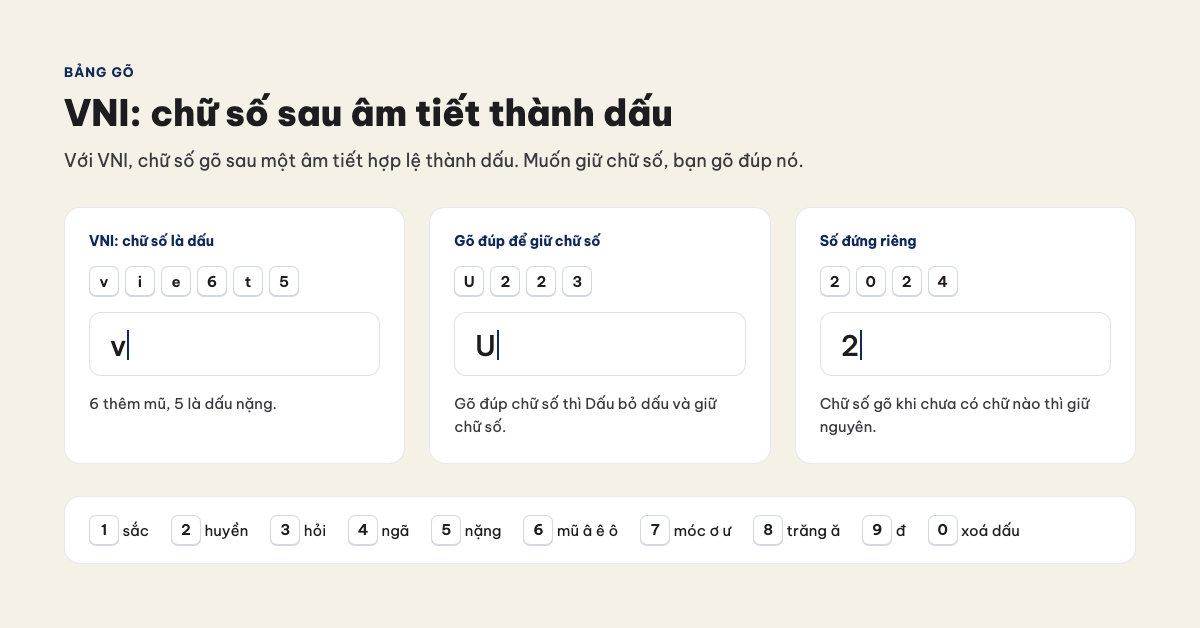 BẢNG GÕ
VNI: chữ số sau âm tiết thành dấu
Với VNI, chữ số gõ sau một âm tiết hợp lệ thành dấu. Muốn giữ chữ số, bạn gõ đúp nó.
VNI: chữ số là dấu
v i e 6 t 5
v
6 thêm mũ, 5 là dấu nặng.
Gõ đúp để giữ chữ số
U 2 2 3
U
Gõ đúp chữ số thì Dấu bỏ dấu và giữ
chữ số.
Số đứng riêng
2 0 2 4
2
Chữ số gõ khi chưa có chữ nào thì giữ
nguyên.
1 sắc 2 huyền 3 hỏi 4 ngã 5 nặng 6 mũ â ê ô 7 móc ơ ư 8 trăng ă 9 đ 0 xoá dấu